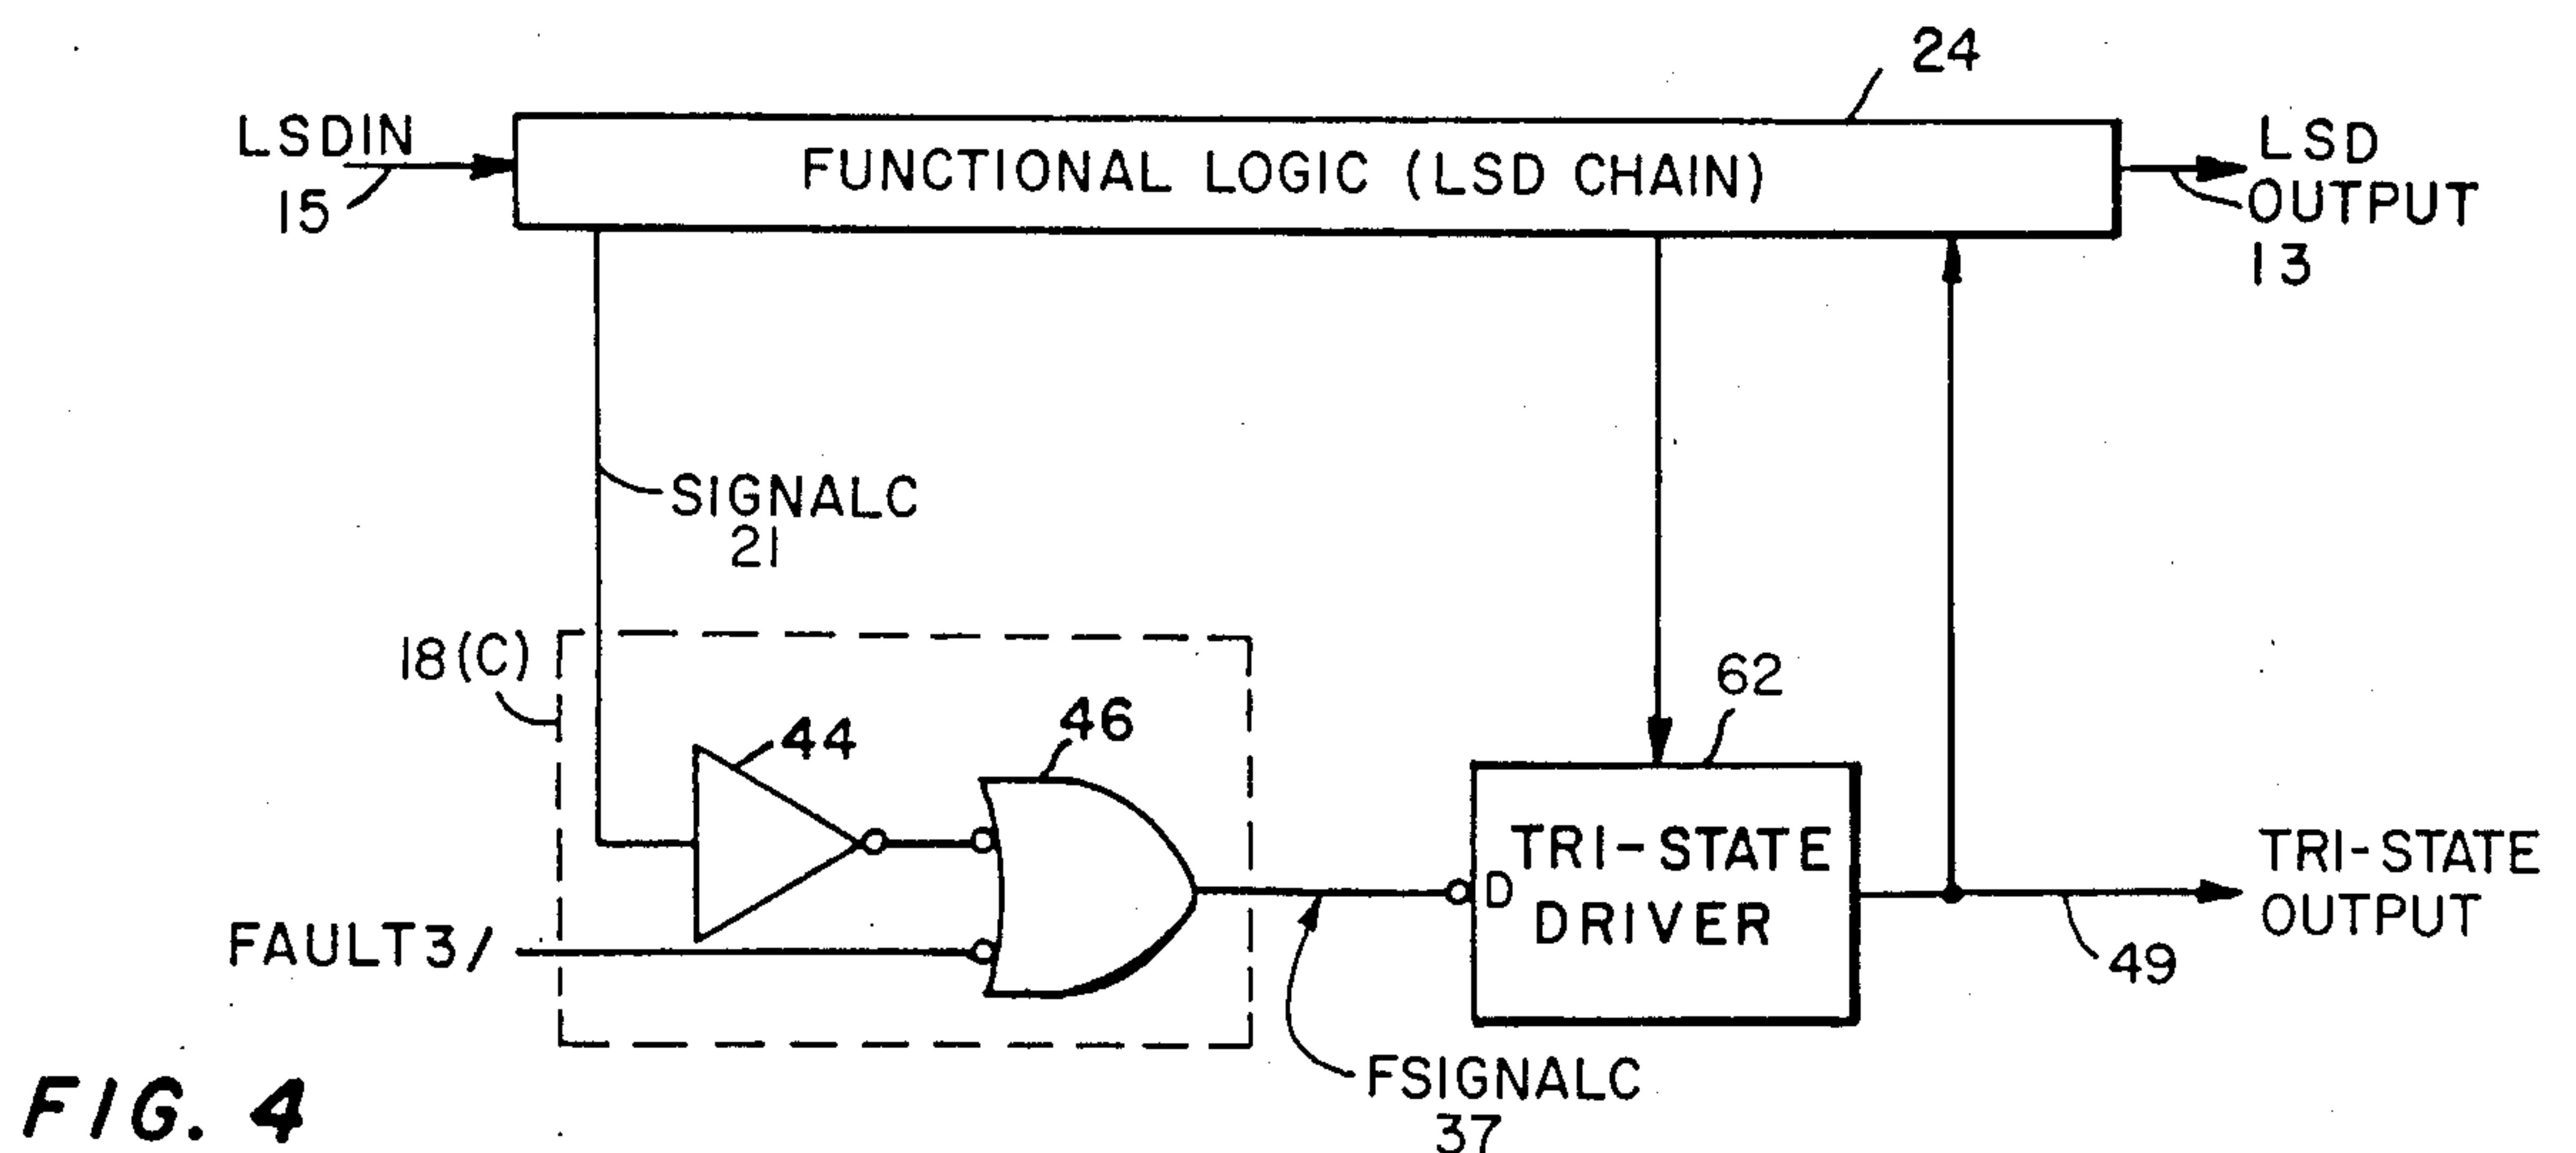 24
LSDIN
15
FUNCTIONAL LOGIC (LSD CHAIN)
LSD
OUTPUT
13
SIGNALC
21
18(C)
44
46
62
FAULT3/
D
TRI-STATE
DRIVER
TRI-STATE
OUTPUT
49
FSIGNALC
37
FIG. 4